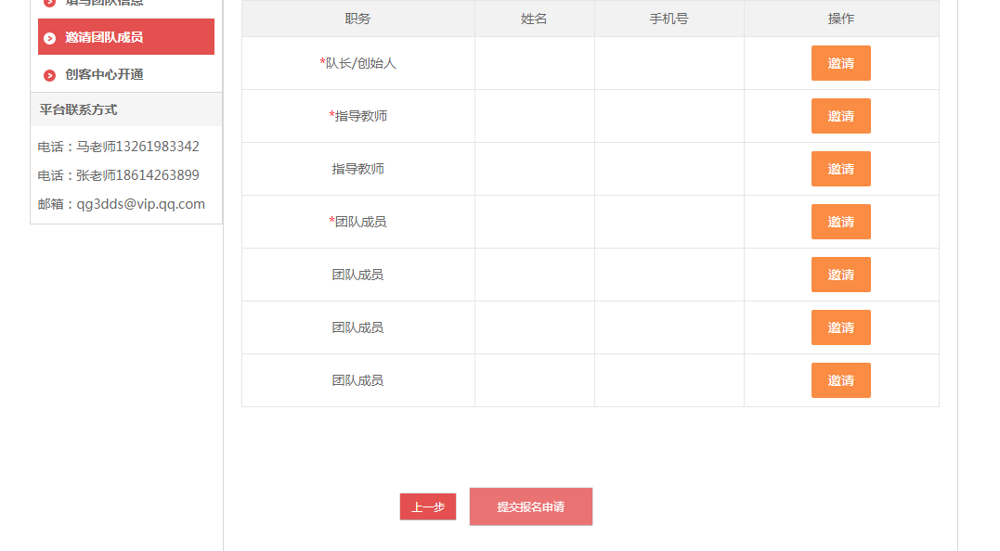 填写团队信息
邀请团队成员
创客中心开通
平台联系方式
电话：马老师13261983342
电话：张老师18614263899
邮箱：qg3dds@vip.qq.com
职务 姓名 手机号 操作
*队长/创始人 邀请
*指导教师 邀请
指导教师 邀请
*团队成员 邀请
团队成员 邀请
团队成员 邀请
团队成员 邀请
上一步 提交报名申请